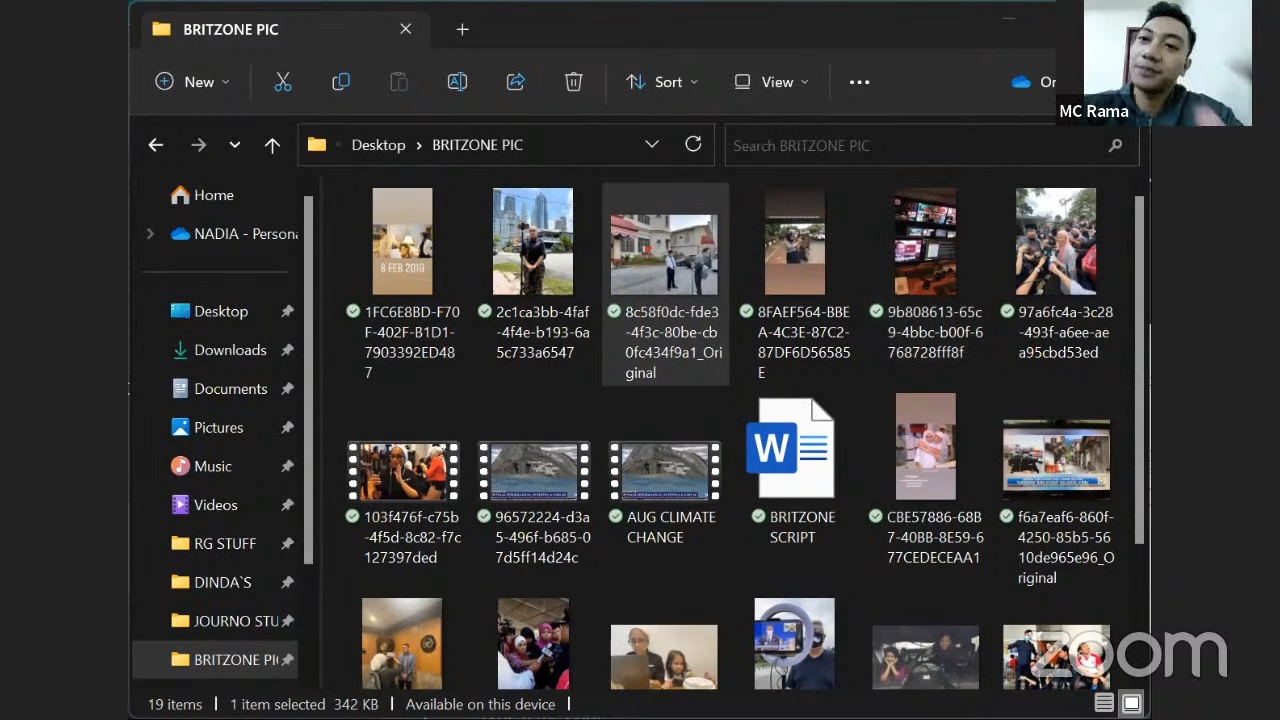 BRITZONE PIC
New
Sort
View
On
MC Rama
Desktop
BRITZONE PIC
Search BRITZONE PIC
Home
NADIA - Persona
Desktop
Downloads
Documents
Pictures
Music
Videos
RG STUFF
DINDA`S
JOURNO STU
BRITZONE PI
8 FEB 2019
1FC6E8BD-F70
F-402F-B1D1-
7903392ED48
7
2c1ca3bb-4faf
-4f4e-b193-6a
5c733a6547
8c58f0dc-fde3
-4f3c-80be-cb
0fc434f9a1_Ori
ginal
8FAEF564-BBE
A-4C3E-87C2-
87DF6D56585
E
9b808613-65c
9-4bbc-b00f-6
768728fff8f
97a6fc4a-3c28
-493f-a6ee-ae
a95cbd53ed
103f476f-c75b
-4f5d-8c82-f7c
127397ded
96572224-d3a
5-496f-b685-0
7d5ff14d24c
AUG CLIMATE
CHANGE
W
BRITZONE
SCRIPT
CBE57886-68B
7-40BB-8E59-6
77CEDECEAA1
f6a7eaf6-860f-
4250-85b5-56
10de965e96_O
riginal
zoom
19 items
1 item selected 342 KB
Available on this device